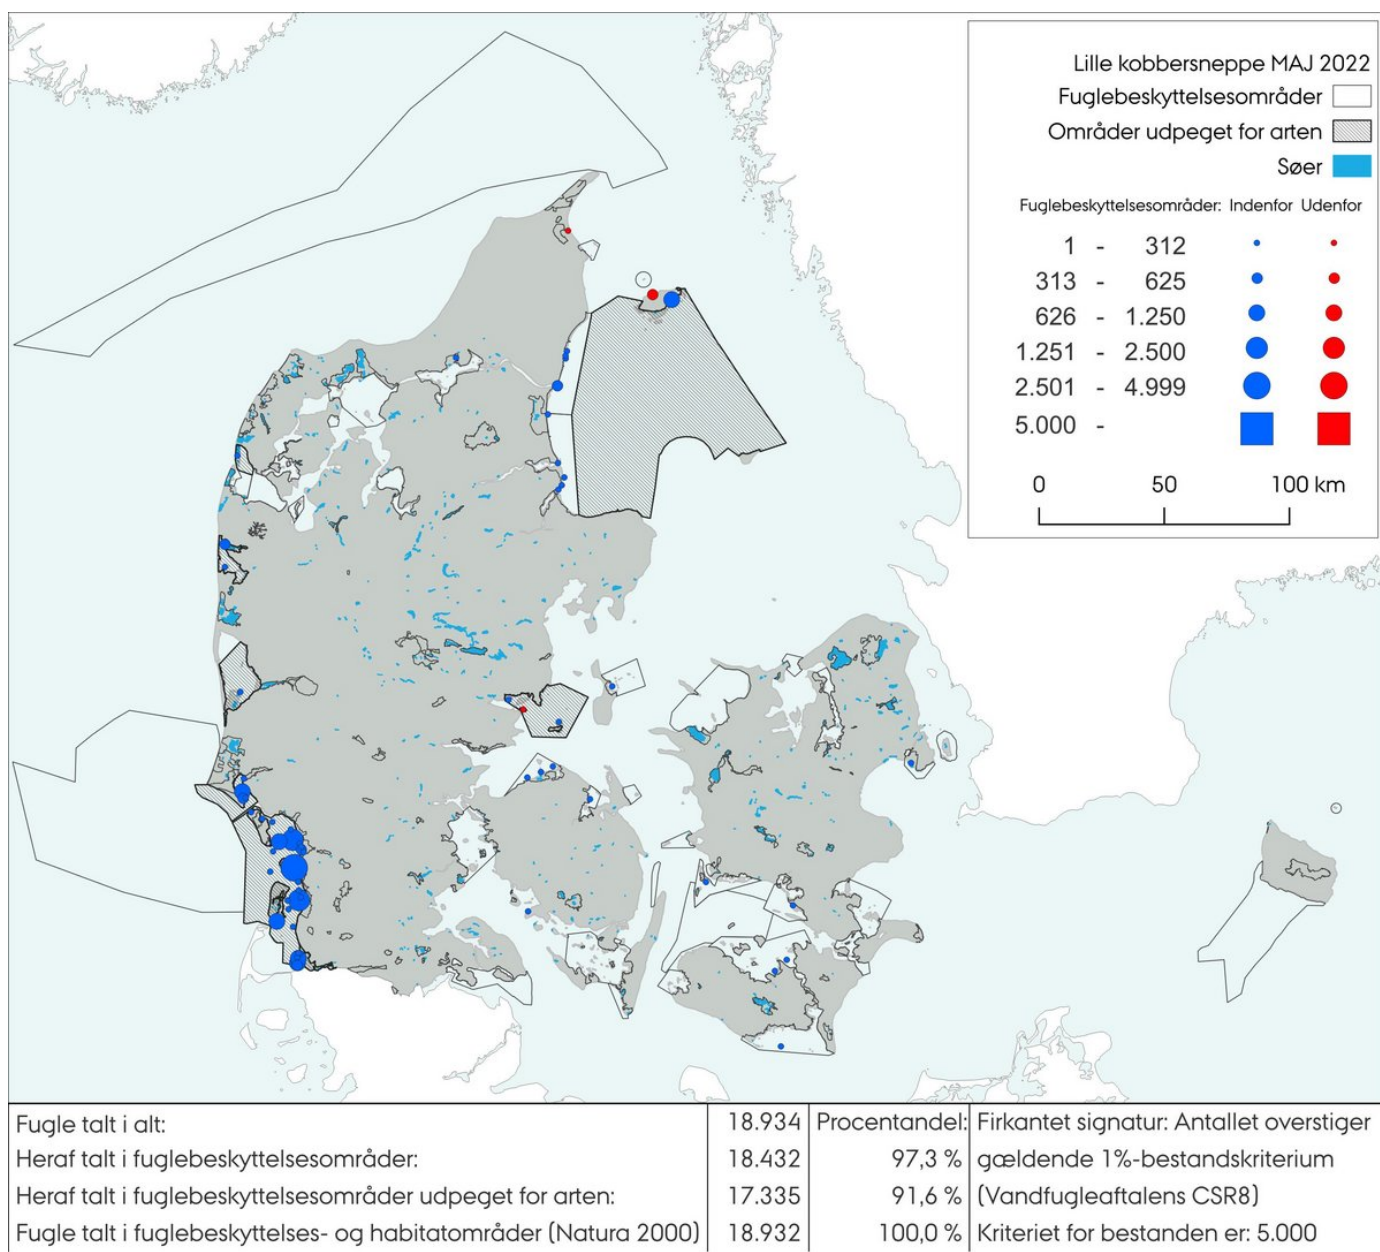 Lille kobbersneppe MAJ 2022
Fuglebeskyttelsesområder
Områder udpeget for arten
Søer
Fuglebeskyttelsesområder: Indenfor Udenfor
1 - 312
313 - 625
626 - 1.250
1.251 - 2.500
2.501 - 4.999
5.000 -
0 50 100 km
Fugle talt i alt: 18.934 Procentandel: Firkantet signatur: Antallet overstiger
Heraf talt i fuglebeskyttelsesområder: 18.432 97,3 % gældende 1%-bestandskriterium
Heraf talt i fuglebeskyttelsesområder udpeget for arten: 17.335 91,6 % (Vandfugleaftalens CSR8)
Fugle talt i fuglebeskyttelses- og habitatområder (Natura 2000) 18.932 100,0 % Kriteriet for bestanden er: 5.000